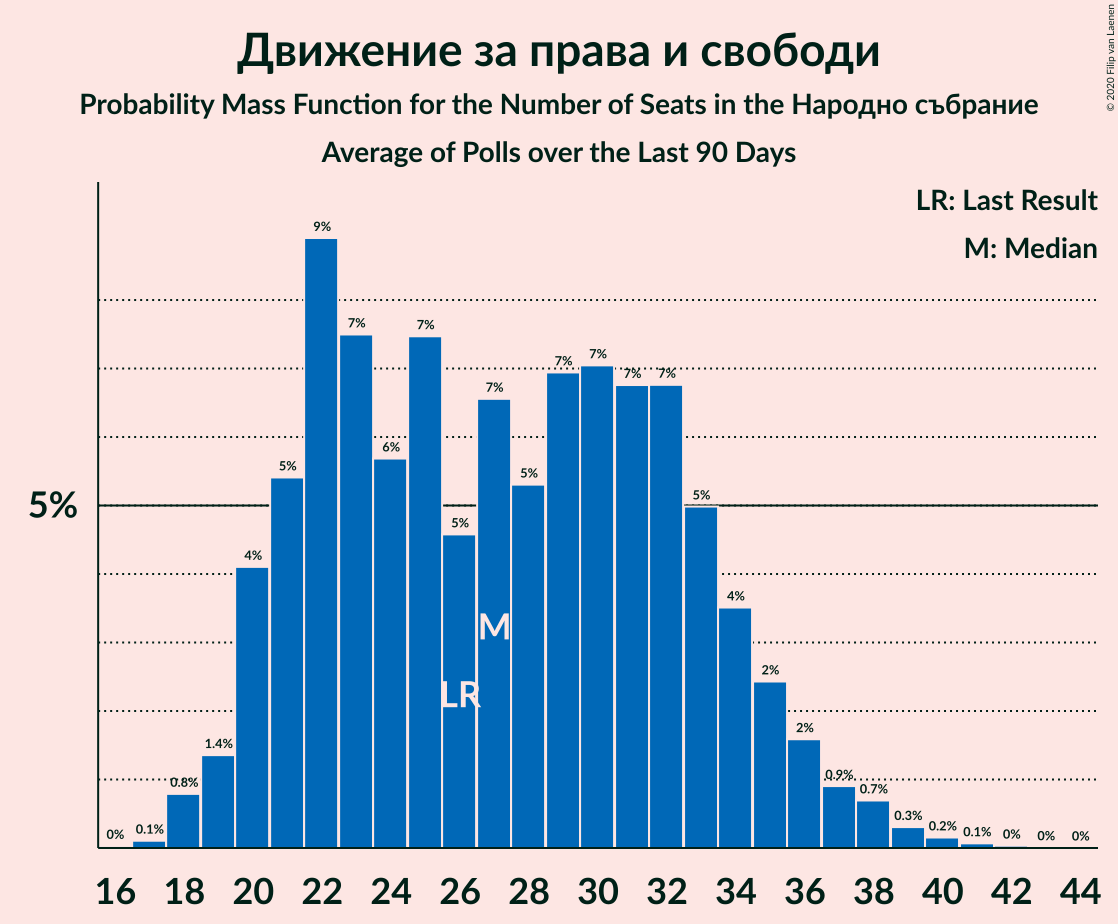 Движение за права и свободи
Probability Mass Function for the Number of Seats in the Народно събрание
Average of Polls over the Last 90 Days
© 2020 Filip van Laenen
LR: Last Result
M: Median
5%
0% 0.1% 0.8% 1.4% 4% 5% 9% 7% 6% 7% 5% 7% 5% 7% 7% 7% 7% 5% 4% 2% 2% 0.9% 0.7% 0.3% 0.2% 0.1% 0% 0% 0%
M
LR
16 18 20 22 24 26 28 30 32 34 36 38 40 42 44